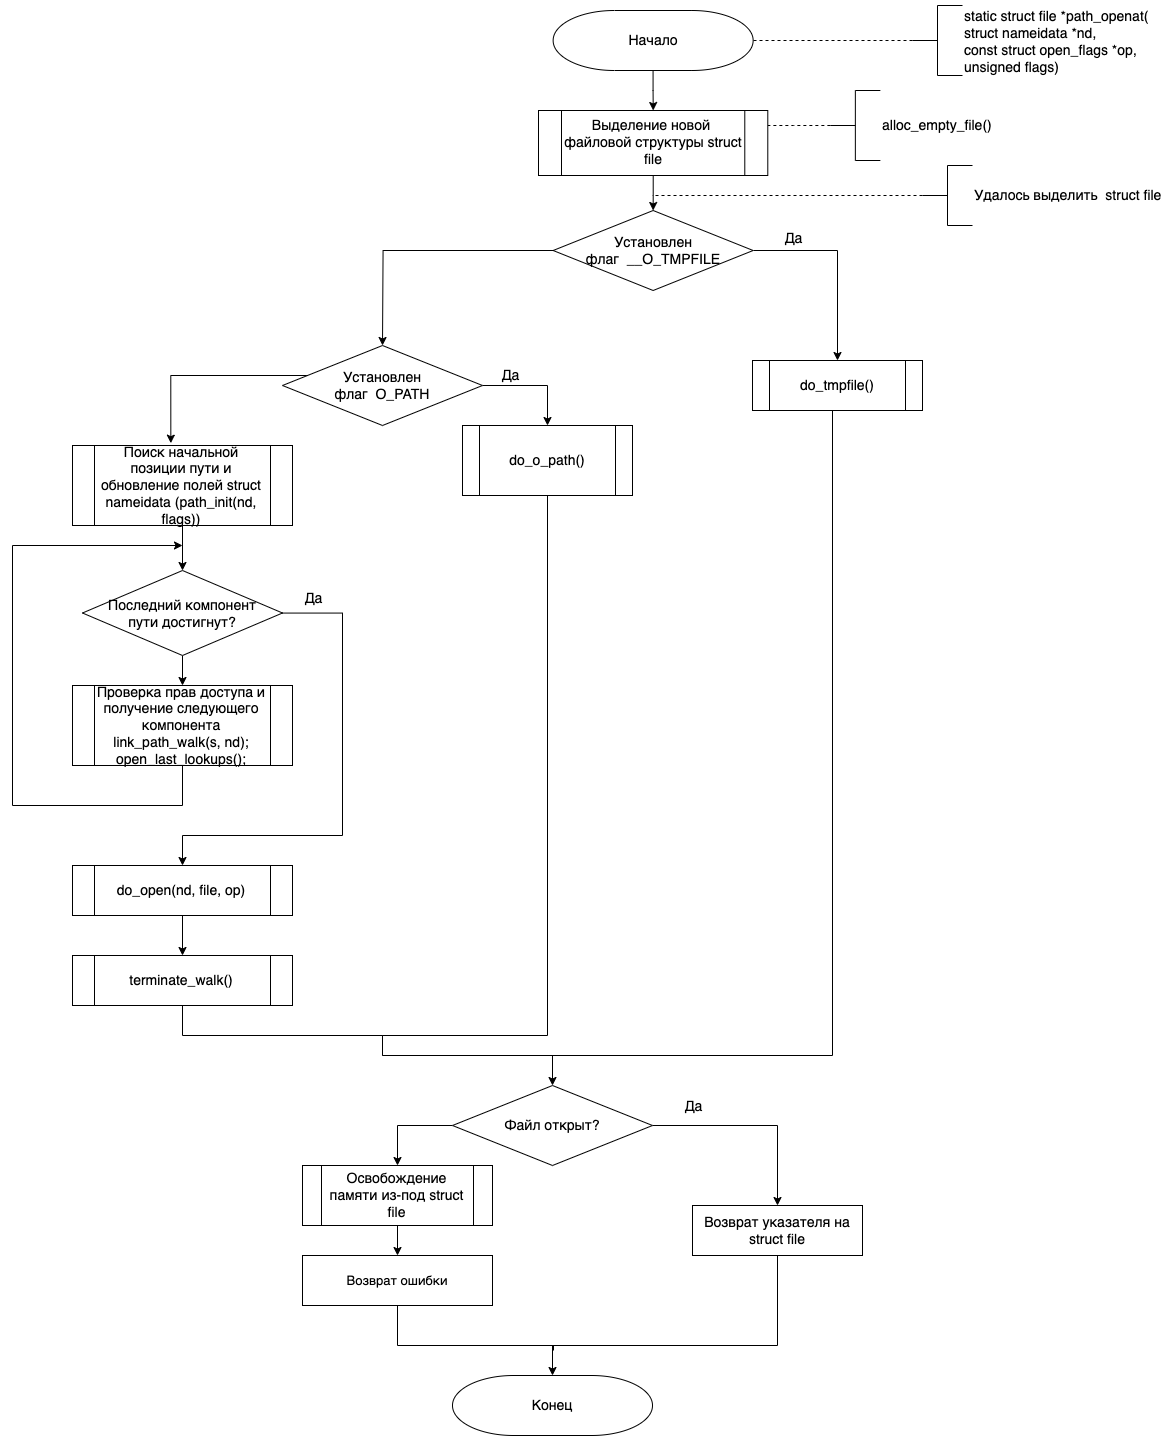 Начало
static struct file *path_openat(
struct nameidata *nd,
const struct open_flags *op,
unsigned flags)
Выделение новой
файловой структуры struct
file
alloc_empty_file()
Удалось выделить struct file
Установлен
флаг __O_TMPFILE
Да
Установлен
флаг O_PATH
Да
do_tmpfile()
Поиск начальной
позиции пути и
обновление полей struct
nameidata (path_init(nd,
flags))
do_o_path()
Последний компонент
пути достигнут?
Да
Проверка прав доступа и
получение следующего
компонента
link_path_walk(s, nd);
open_last_lookups();
do_open(nd, file, op)
terminate_walk()
Файл открыт?
Да
Освобождение
памяти из-под struct
file
Возврат указателя на
struct file
Возврат ошибки
Конец